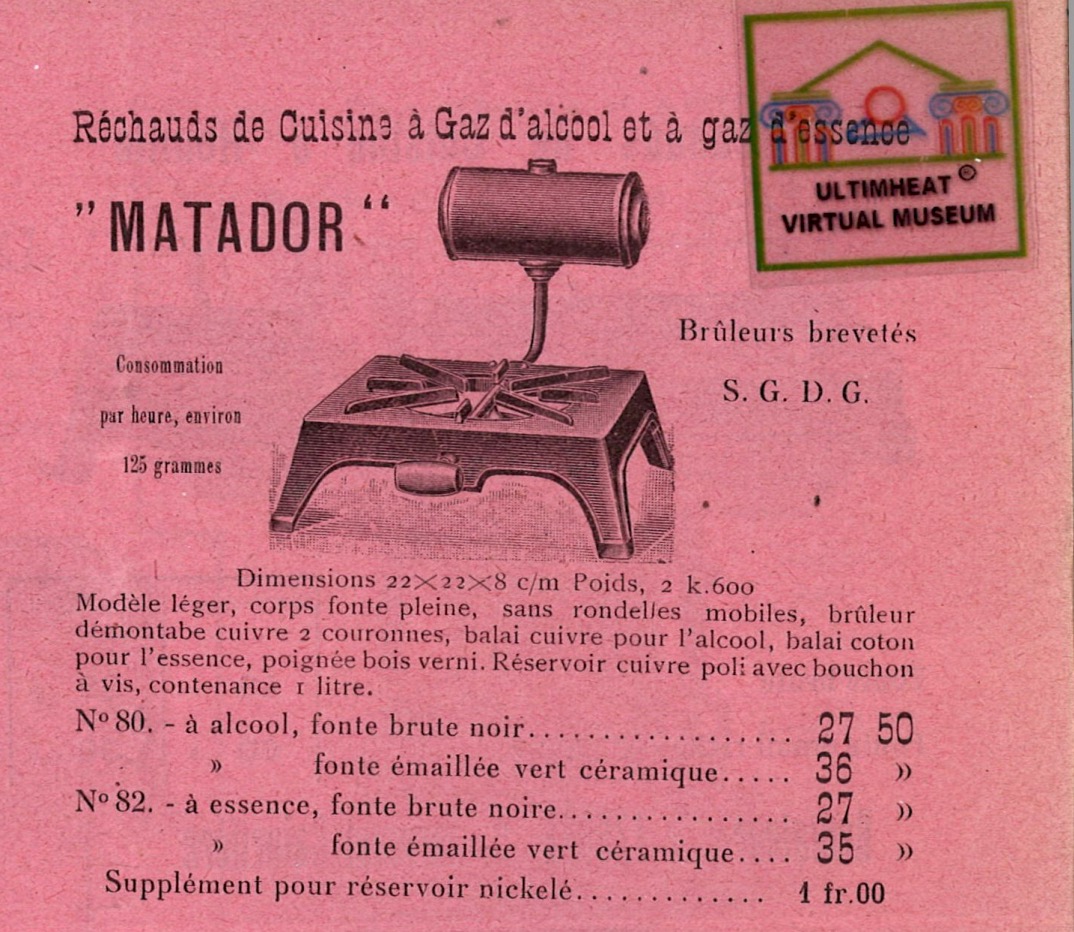 Réchauds de Cuisine à Gaz d'alcool et à gaz d'essence
ULTIMHEAT ®
VIRTUAL MUSEUM
" MATADOR “
Brûleurs brevetés
S. G. D. G.
Consommation
par heure, environ
125 grammes
Dimensions 22×22×8 c/m Poids, 2 k.600
Modèle léger, corps fonte pleine, sans rondelles mobiles, brûleur
démontabe cuivre 2 couronnes, balai cuivre pour l'alcool, balai coton
pour l'essence, poignée bois verni. Réservoir cuivre poli avec bouchon
à vis, contenance 1 litre.
Nº 80. - à alcool, fonte brute noir.................. 27 50
» fonte émaillée vert céramique..... 36 »
Nº 82. - à essence, fonte brute noire................ 27 »
» fonte émaillée vert céramique.... 35 »
Supplément pour réservoir nickelé............. 1 fr.00